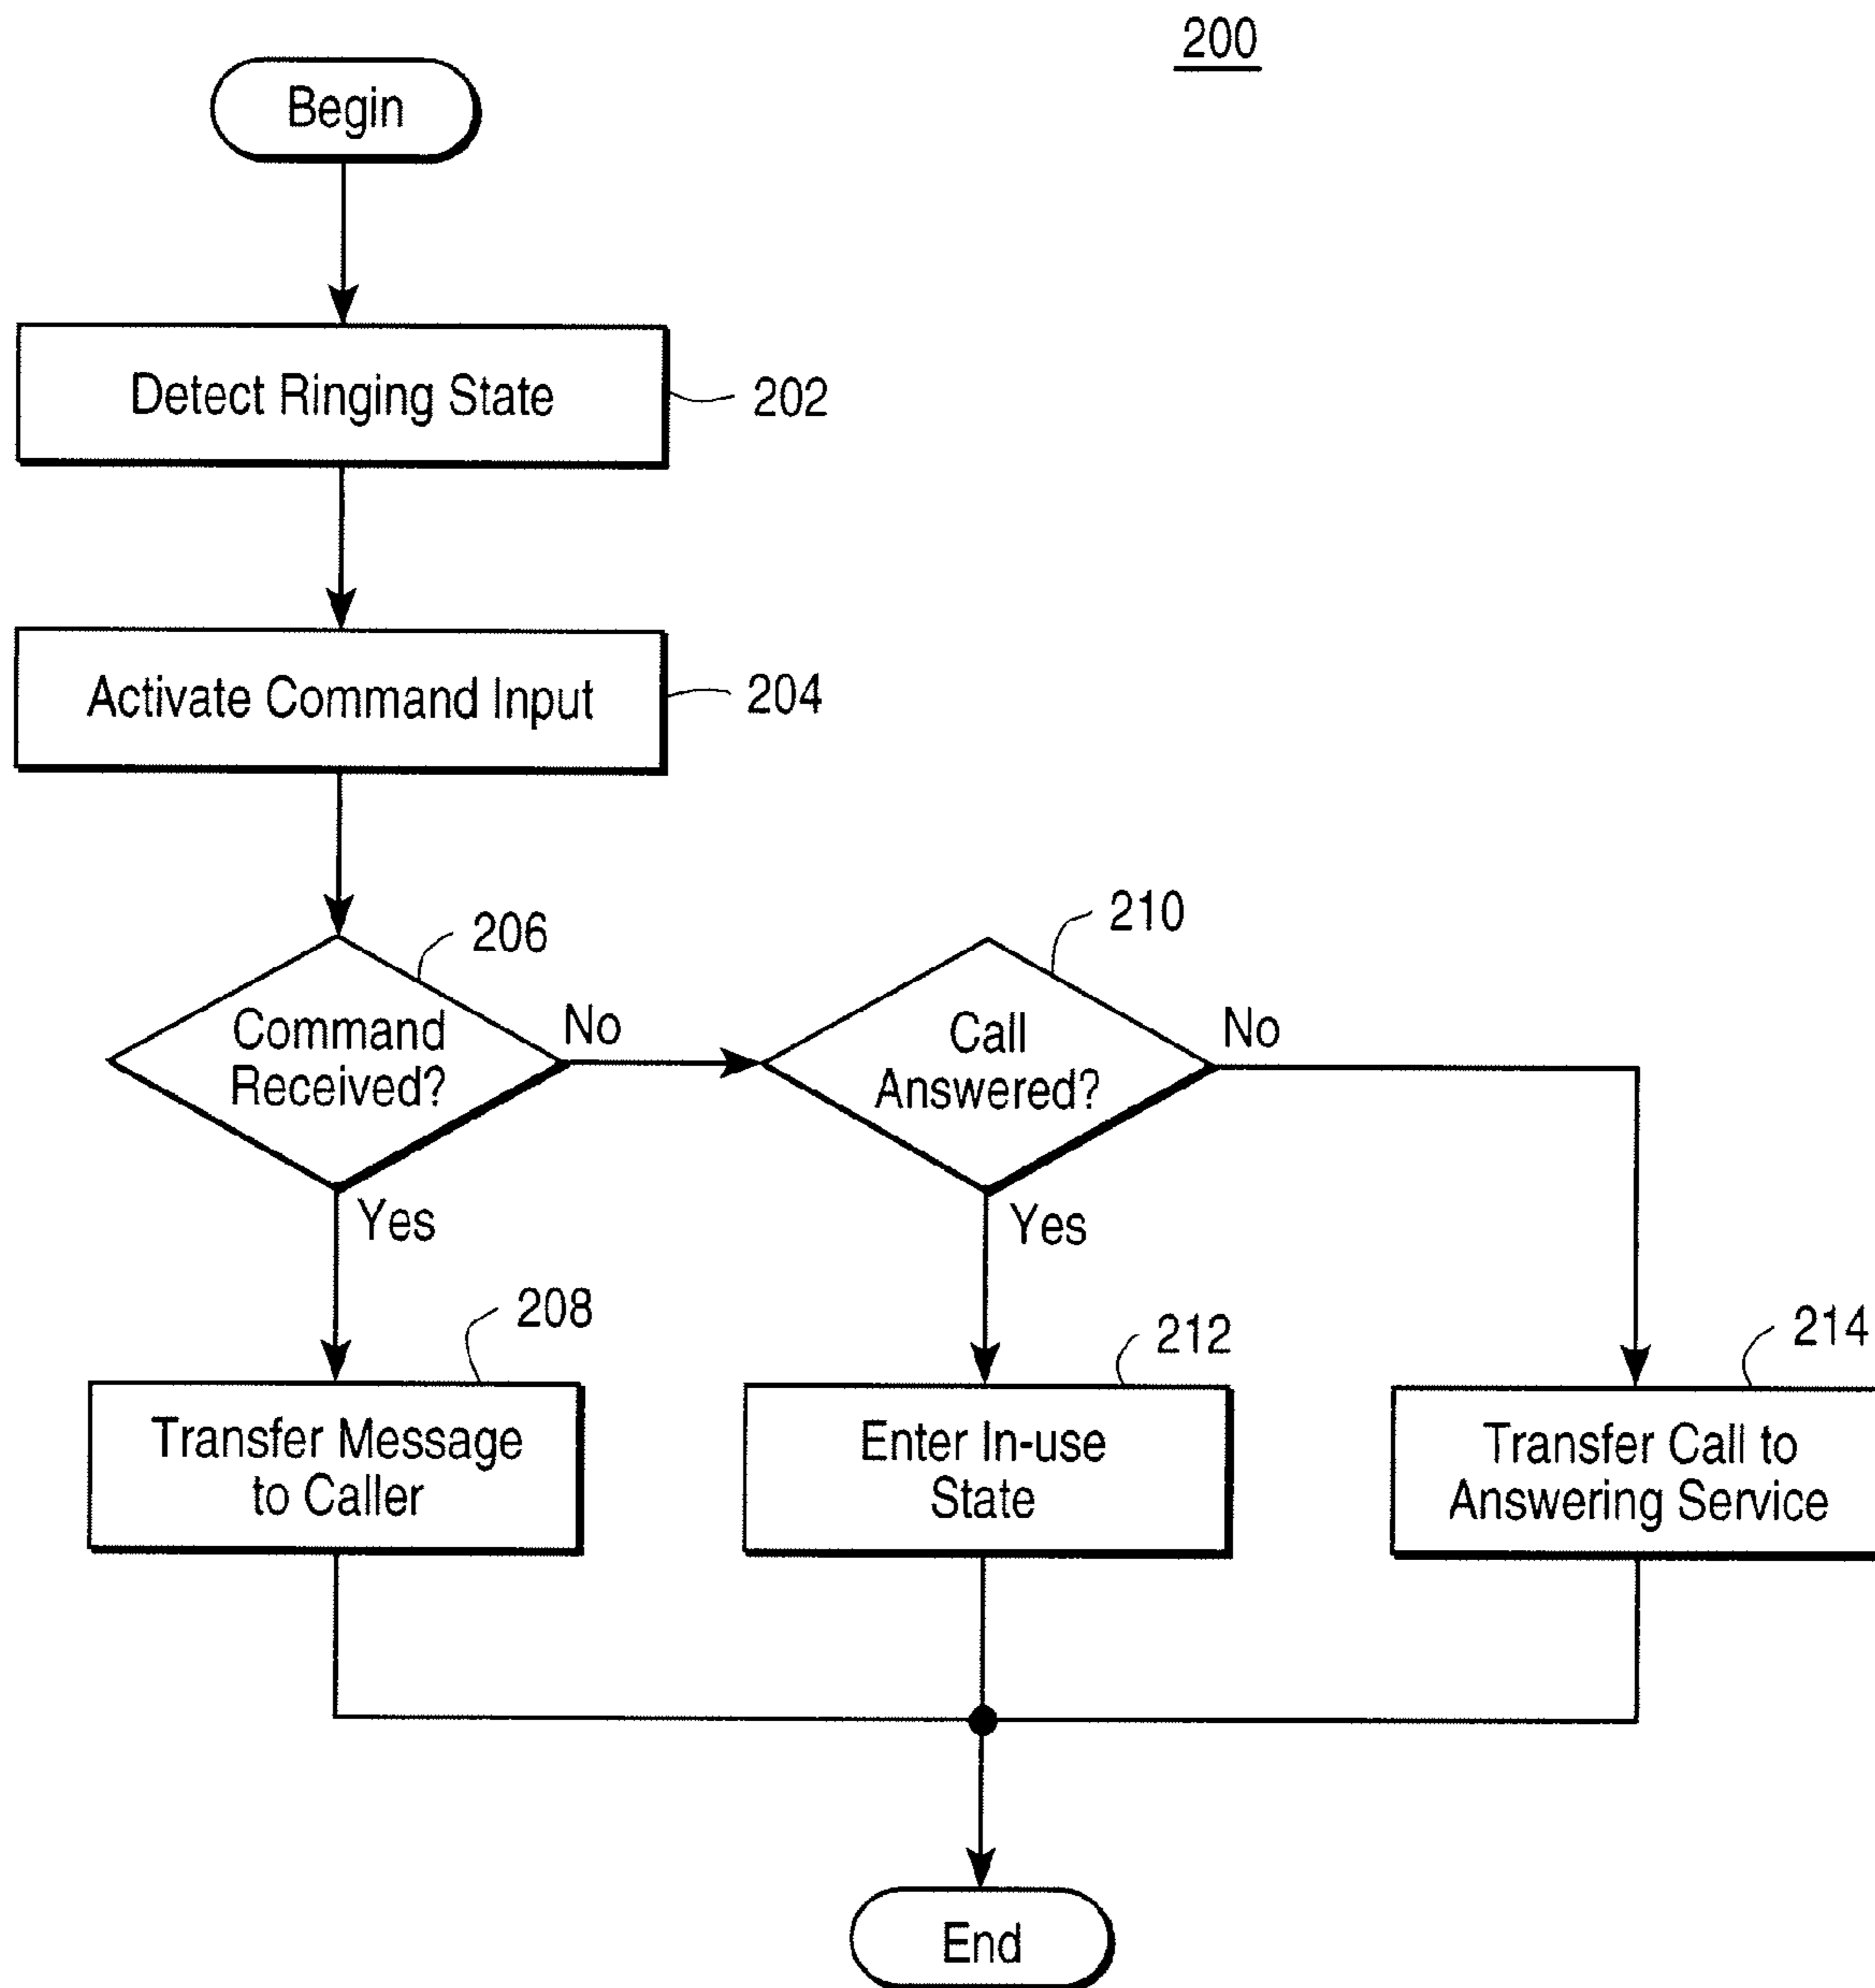 200
Begin
Detect Ringing State
202
Activate Command Input
204
206
Command
Received?
No
Yes
210
Call
Answered?
No
Yes
208
Transfer Message
to Caller
212
Enter In-use
State
214
Transfer Call to
Answering Service
End